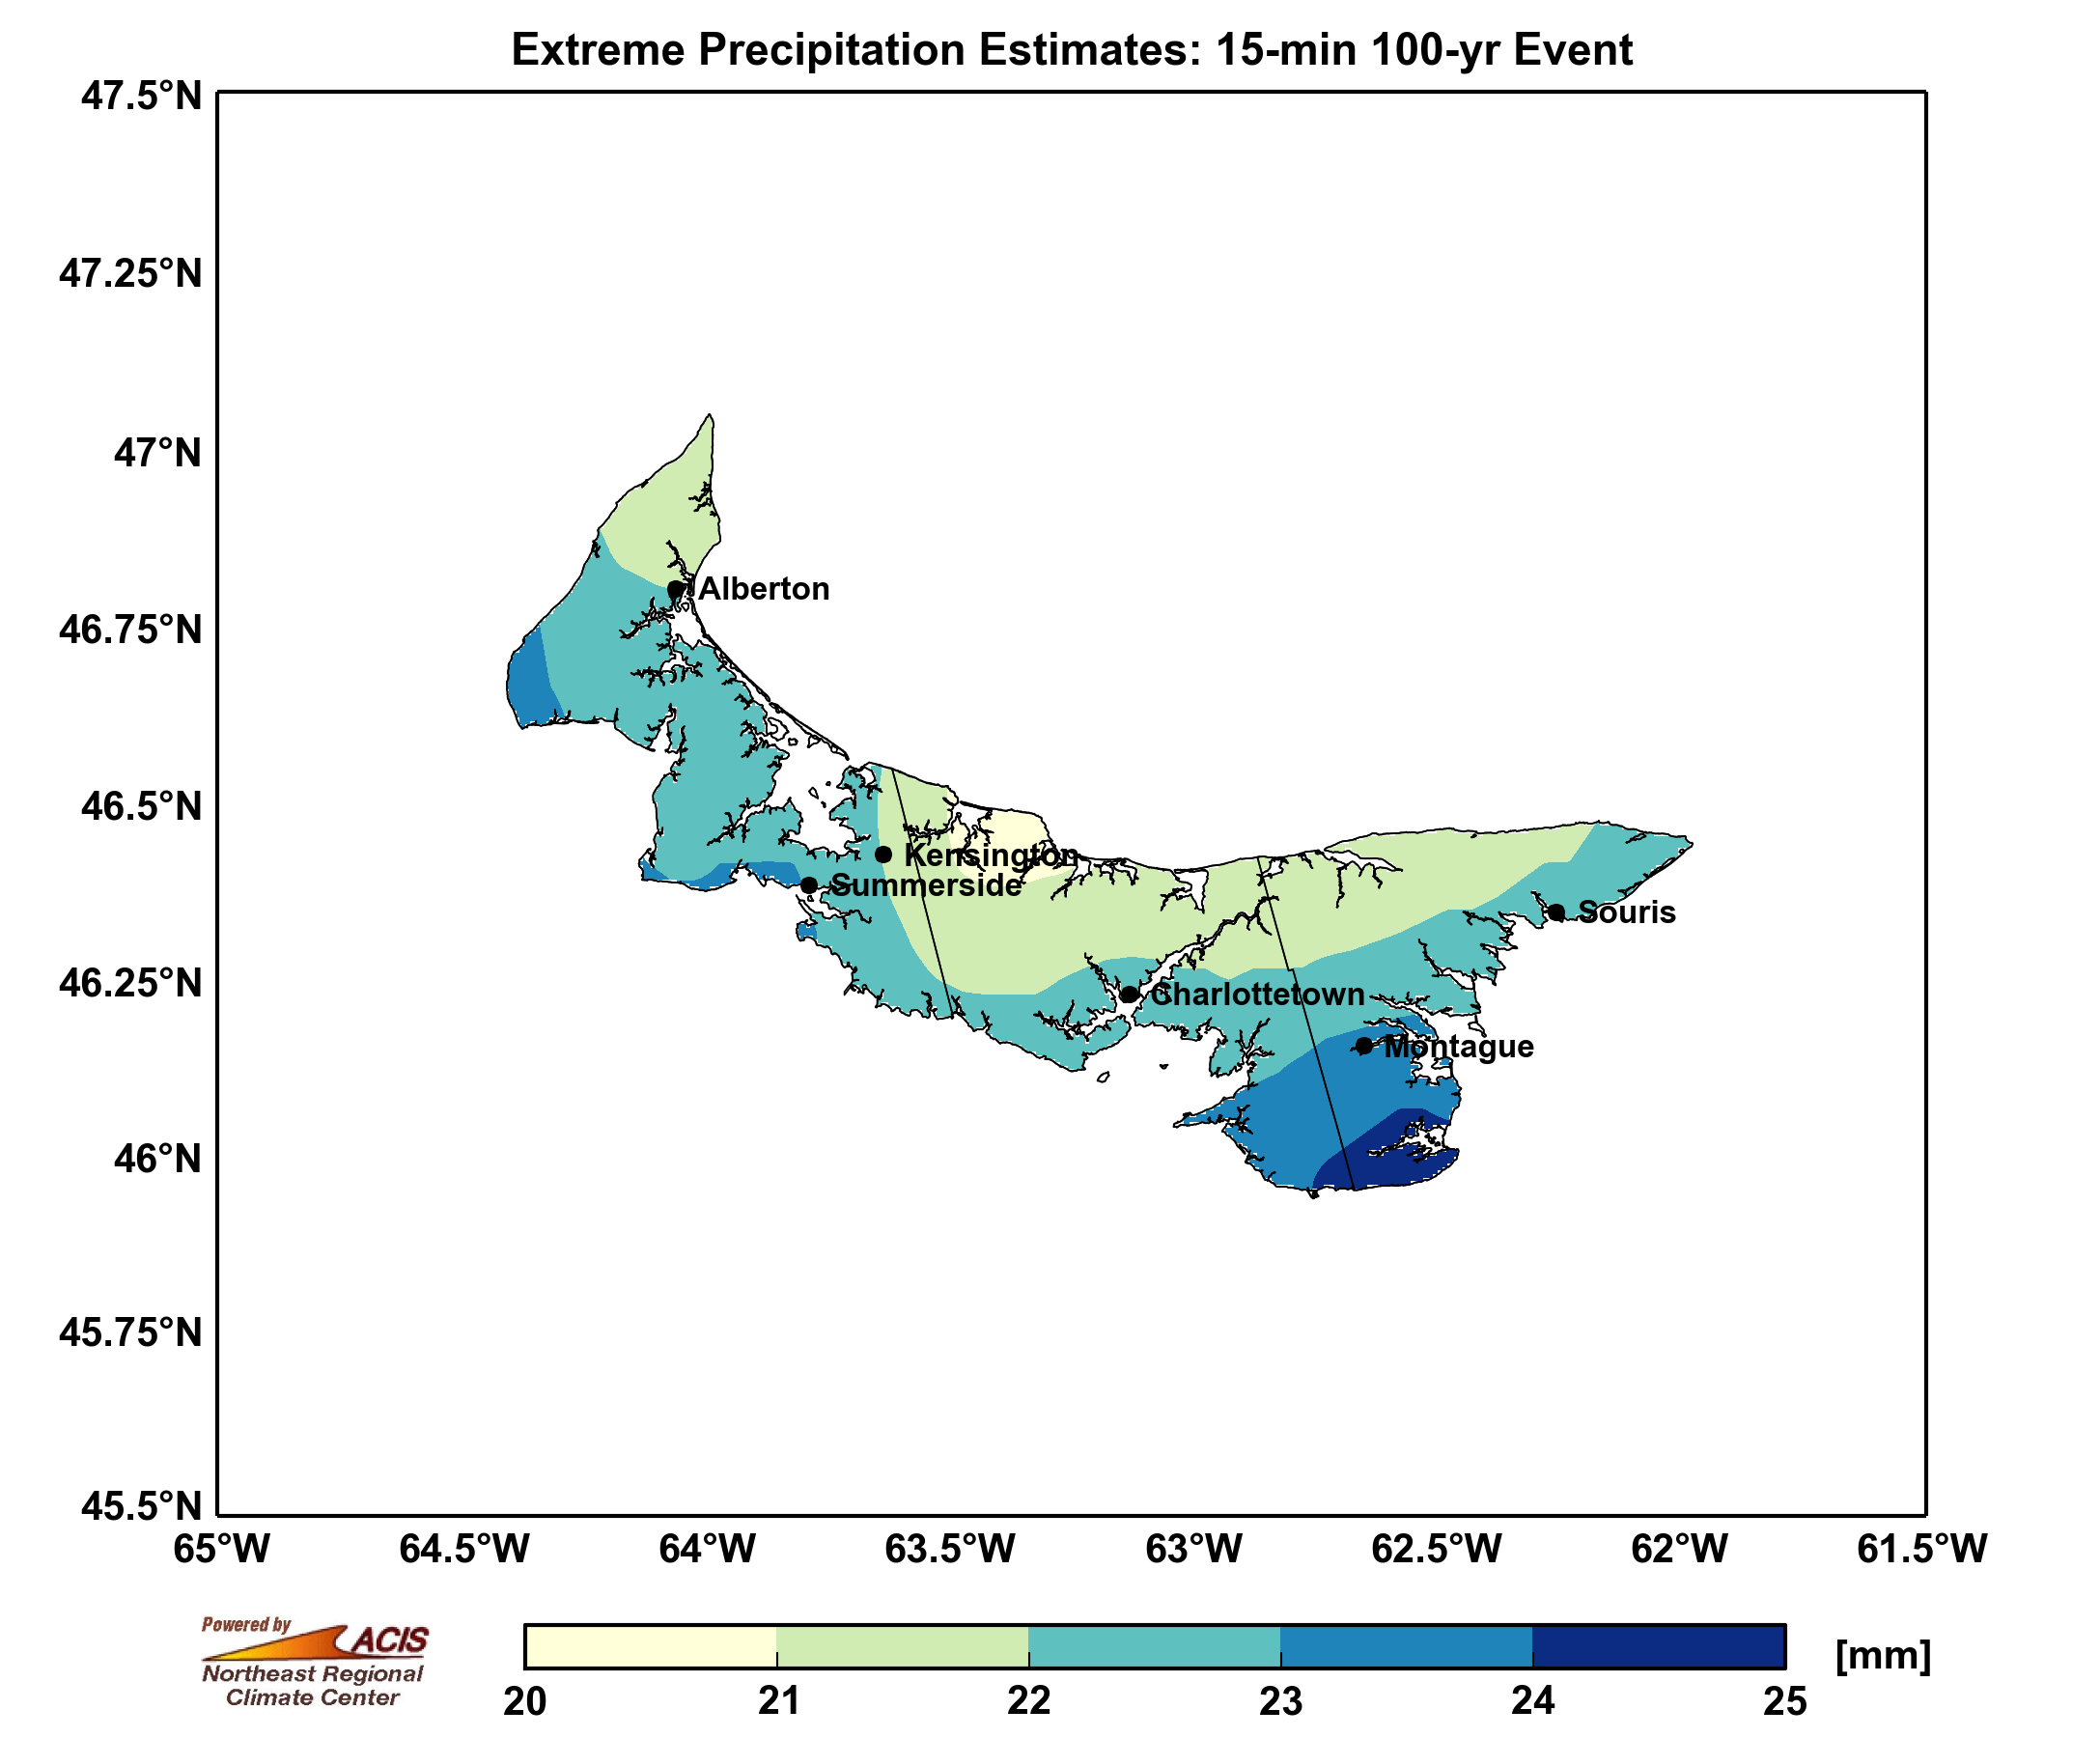 Extreme Precipitation Estimates: 15-min 100-yr Event
47.5°N
47.25°N
47°N
46.75°N
46.5°N
46.25°N
46°N
45.75°N
45.5°N
Alberton
Kensington
Summerside
Souris
Charlottetown
Montague
65°W 64.5°W 64°W 63.5°W 63°W 62.5°W 62°W 61.5°W
Powered by
ACIS
Northeast Regional
Climate Center
[mm]
20 21 22 23 24 25